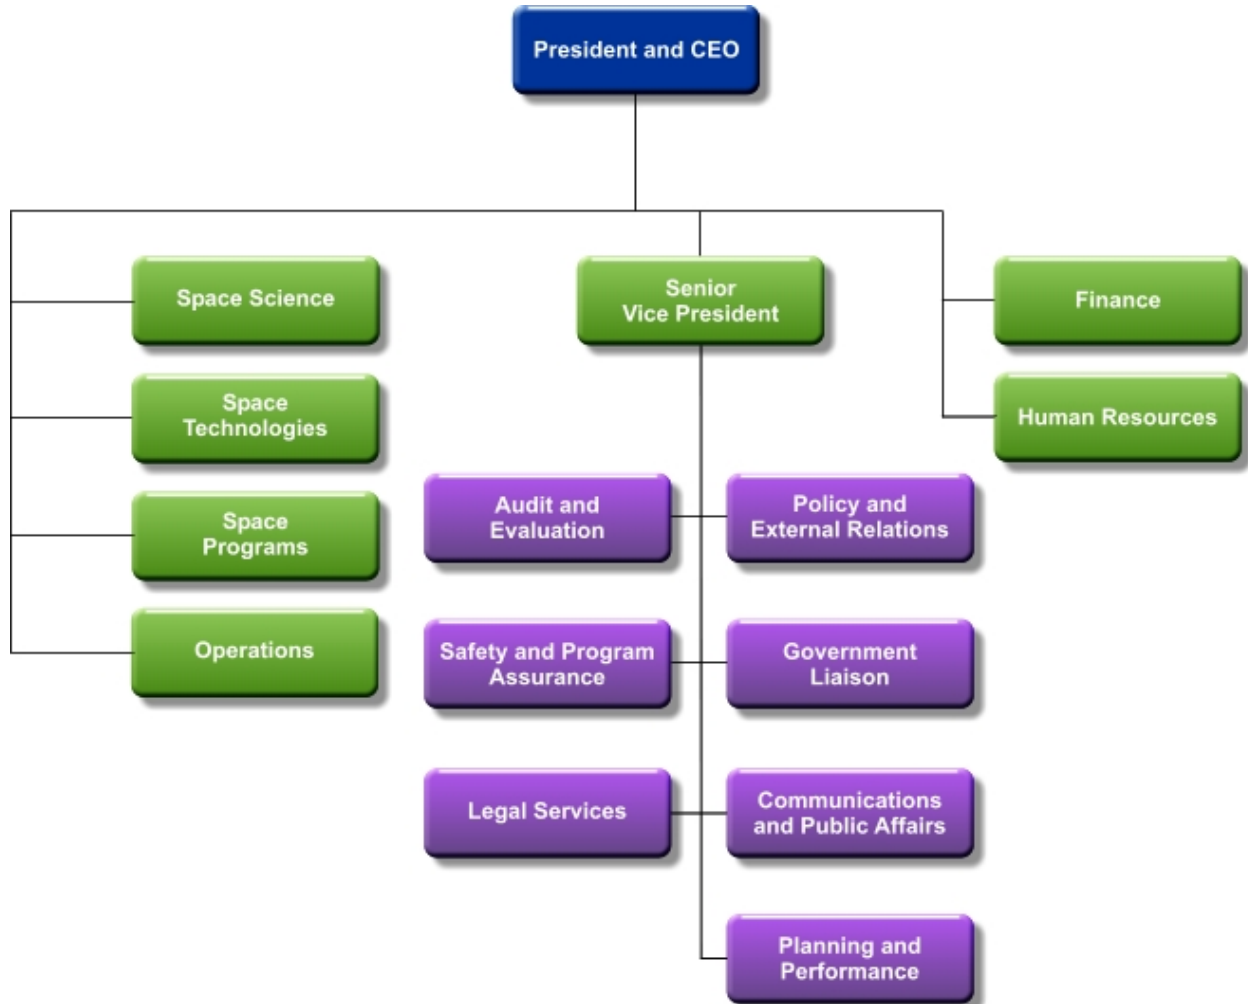 President and CEO
Space Science
Space
Technologies
Space
Programs
Operations
Senior
Vice President
Finance
Human Resources
Audit and
Evaluation
Policy and
External Relations
Safety and Program
Assurance
Government
Liaison
Legal Services
Communications
and Public Affairs
Planning and
Performance